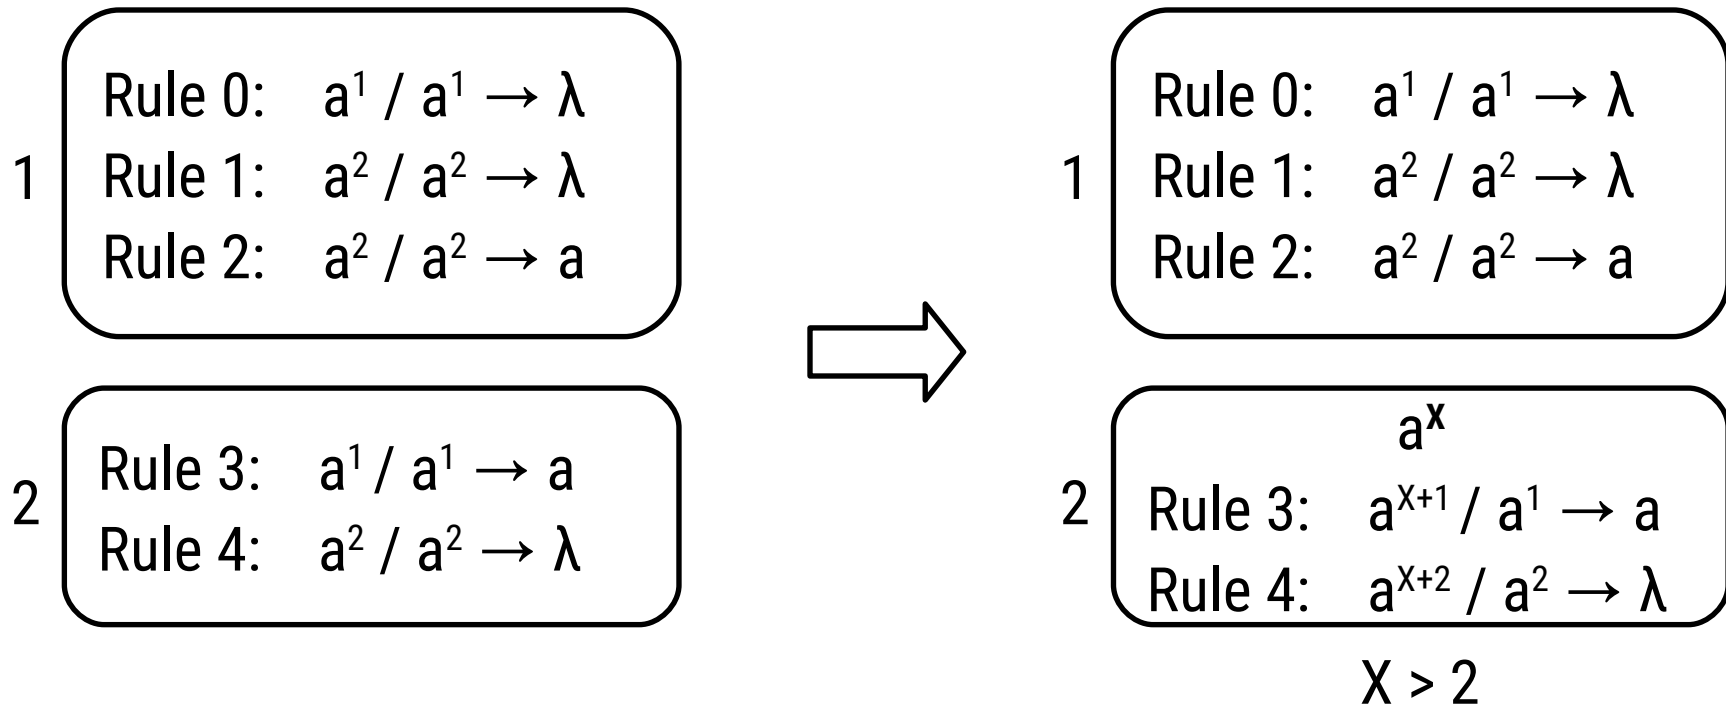 1
Rule 0: a¹ / a¹ → λ
Rule 1: a² / a² → λ
Rule 2: a² / a² → a
2
Rule 3: a¹ / a¹ → a
Rule 4: a² / a² → λ
1
Rule 0: a¹ / a¹ → λ
Rule 1: a² / a² → λ
Rule 2: a² / a² → a
2
aˣ
Rule 3: a^X+1 / a¹ → a
Rule 4: a^X+2 / a² → λ
X > 2